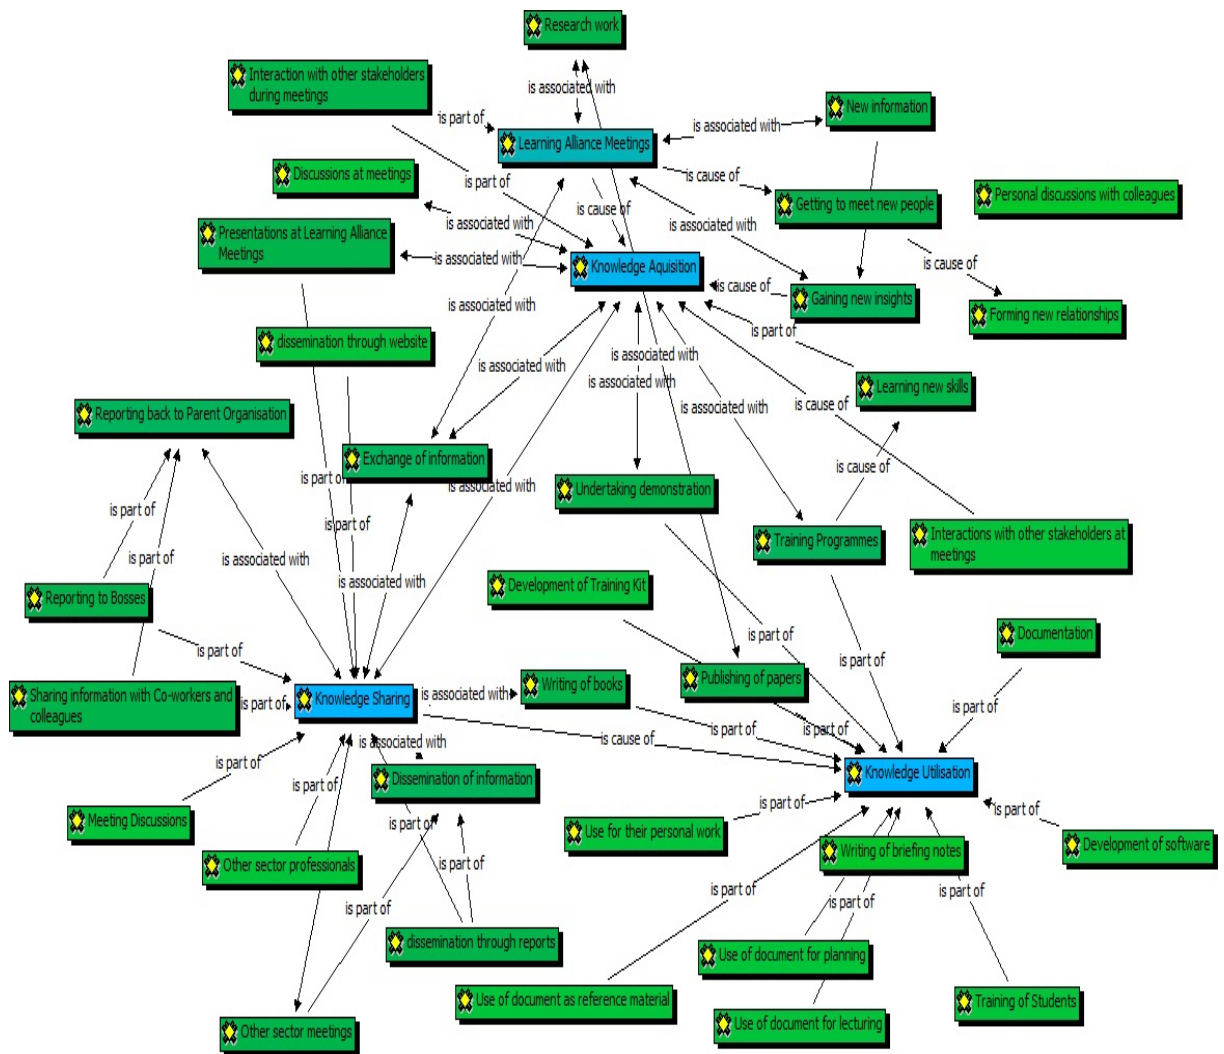 Research work
is associated with
Interaction with other stakeholders
during meetings
is part of
New information
is associated with
Learning Alliance Meetings
Discussions at meetings
is part of
is cause of
Personal discussions with colleagues
Getting to meet new people
is cause of
is associated with
is associated with
Presentations at Learning Alliance
Meetings
is associated with
Knowledge Aquisition
is cause of
is cause of
Gaining new insights
Forming new relationships
is associated with
is part of
dissemination through website
is associated with
is associated with
is associated with
Learning new skills
is associated with
is cause of
Reporting back to Parent Organisation
Exchange of information
is cause of
is part of
is associated with
Undertaking demonstration
is part of
is part of
Training Programmes
Interactions with other stakeholders at
meetings
is part of
is associated with
is associated with
Development of Training Kit
Reporting to Bosses
is part of
Documentation
is part of
is part of
Sharing information with Co-workers and
colleagues
is part of
Knowledge Sharing
is associated with
Writing of books
Publishing of papers
is part of
is part of
is part of
is cause of
is associated with
is part of
Dissemination of information
Knowledge Utilisation
is part of
Meeting Discussions
is part of
is part of
is part of
Use for their personal work
Writing of briefing notes
Development of software
Other sector professionals
is part of
is part of
is part of
is part of
is part of
dissemination through reports
Use of document for planning
Use of document as reference material
Training of Students
Other sector meetings
Use of document for lecturing